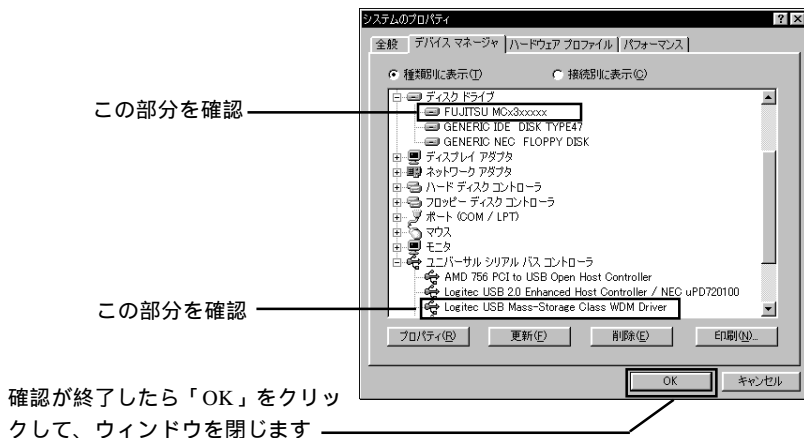 システムのプロパティ
全般 デバイス マネージャ ハードウェア プロファイル パフォーマンス
種類別に表示(T) 接続別に表示(C)
ディスク ドライブ
この部分を確認
FUJITSU MCx3xxxxx
GENERIC IDE DISK TYPE47
GENERIC NEC FLOPPY DISK
ディスプレイ アダプタ
ネットワーク アダプタ
ハード ディスク コントローラ
フロッピー ディスク コントローラ
ポート (COM / LPT)
マウス
モニタ
ユニバーサル シリアル バス コントローラ
AMD 756 PCI to USB Open Host Controller
Logitec USB 2.0 Enhanced Host Controller / NEC uPD720100
この部分を確認
Logitec USB Mass-Storage Class WDM Driver
プロパティ(R) 更新(F) 削除(E) 印刷(N)...
OK キャンセル
確認が終了したら「OK」をクリッ
クして、ウィンドウを閉じます